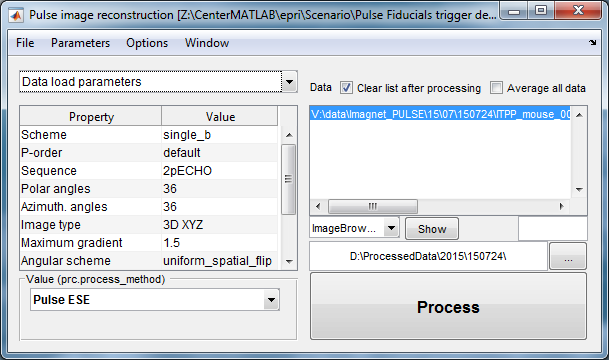 Pulse image reconstruction [Z:\CenterMATLAB\epri\Scenario\Pulse Fiducials trigger de...
File Parameters Options Window
Data load parameters
Data Clear list after processing Average all data
Property Value
Scheme single_b
P-order default
Sequence 2pECHO
Polar angles 36
Azimuth. angles 36
Image type 3D XYZ
Maximum gradient 1.5
Angular scheme uniform_spatial_flip
V:\data\Imagnet_PULSE\15\07\150724\ITPP_mouse_00
ImageBrow... Show
D:\ProcessedData\2015\150724\ ...
Value (prc.process_method)
Pulse ESE
Process